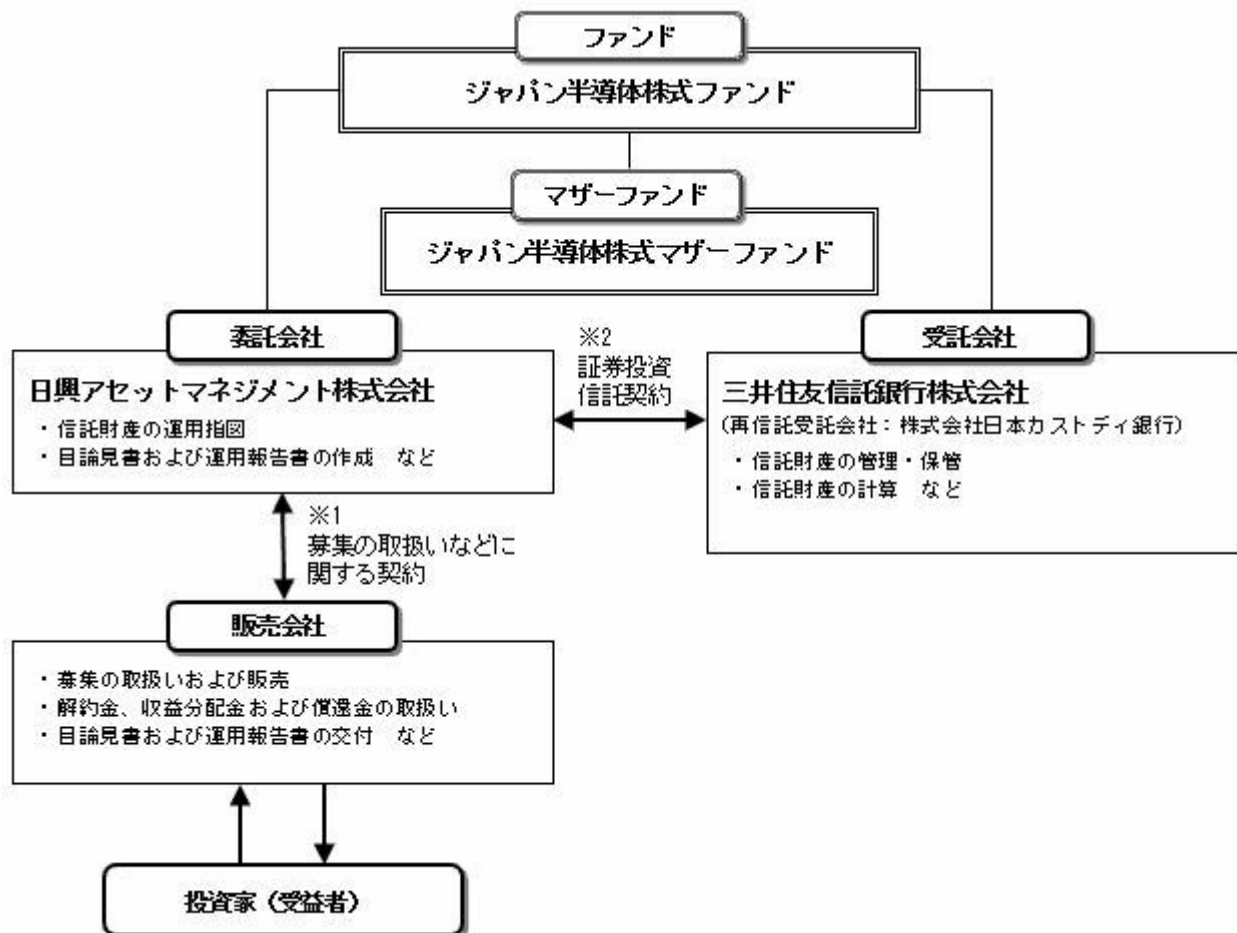 ファンド
ジャパン半導体株式ファンド
マザーファンド
ジャパン半導体株式マザーファンド
委託会社
日興アセットマネジメント株式会社
・信託財産の運用指図
・目論見書および運用報告書の作成　など
※2
証券投資
信託契約
受託会社
三井住友信託銀行株式会社
(再信託受託会社：株式会社日本カストディ銀行)
・信託財産の管理・保管
・信託財産の計算　など
※1
募集の取扱いなどに
関する契約
販売会社
・募集の取扱いおよび販売
・解約金、収益分配金および償還金の取扱い
・目論見書および運用報告書の交付　など
投資家（受益者）